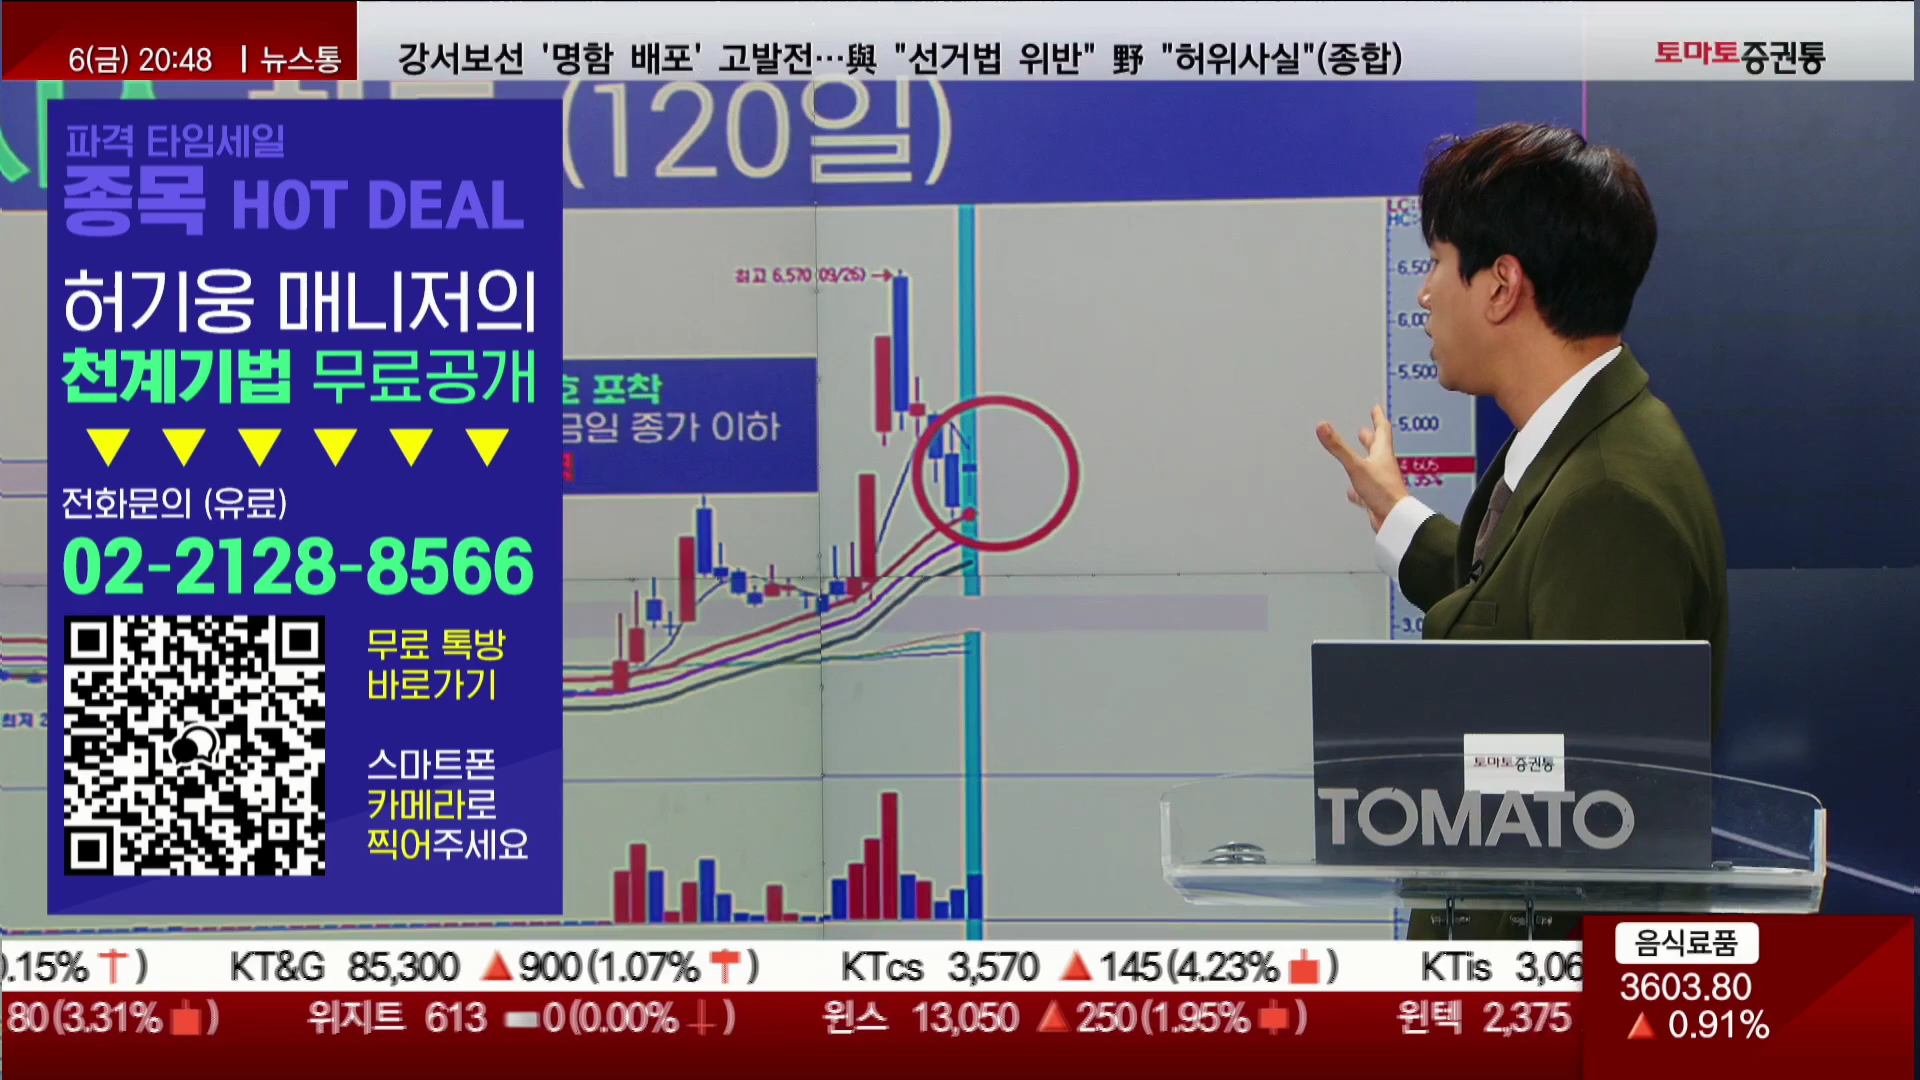 6(금) 20:48 | 뉴스통
강서보선 '명함 배포' 고발전…與 "선거법 위반" 野 "허위사실"(종합)
토마토증권통
(120일)
파격 타임세일
종목 HOT DEAL
허기웅 매니저의
천계기법 무료공개
전화문의 (유료)
02-2128-8566
무료 톡방
바로가기
스마트폰
카메라로
찍어주세요
최고 6,570 (09/26)
호 포착
금일 종가 이하
5,500
5,000
최저 2
토마토증권통
TOMATO
0.15% ) KT&G 85,300 ▲900(1.07% ) KTcs 3,570 ▲145(4.23% ) KTis 3,06
80(3.31% ) 위지트 613 0(0.00% ) 윈스 13,050 ▲250(1.95% ) 윈텍 2,375
음식료품
3603.80
▲ 0.91%